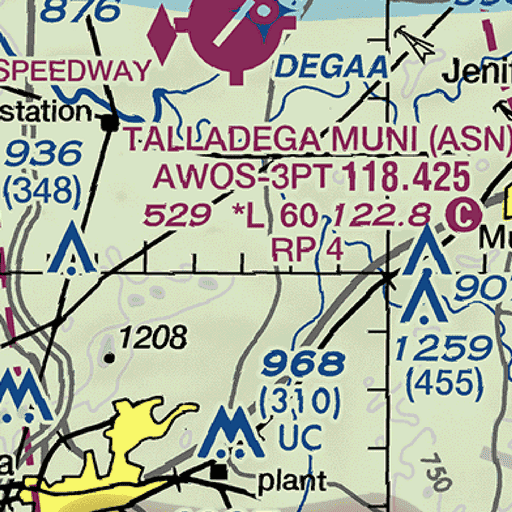 876
SPEEDWAY
DEGAA
Jenif
station
TALLADEGA MUNI (ASN)
936
(348)
AWOS-3PT 118.425
529 *L 60 122.8 C
RP 4
Mu
907
1208
968
(310)
UC
1259
(455)
a
plant
750